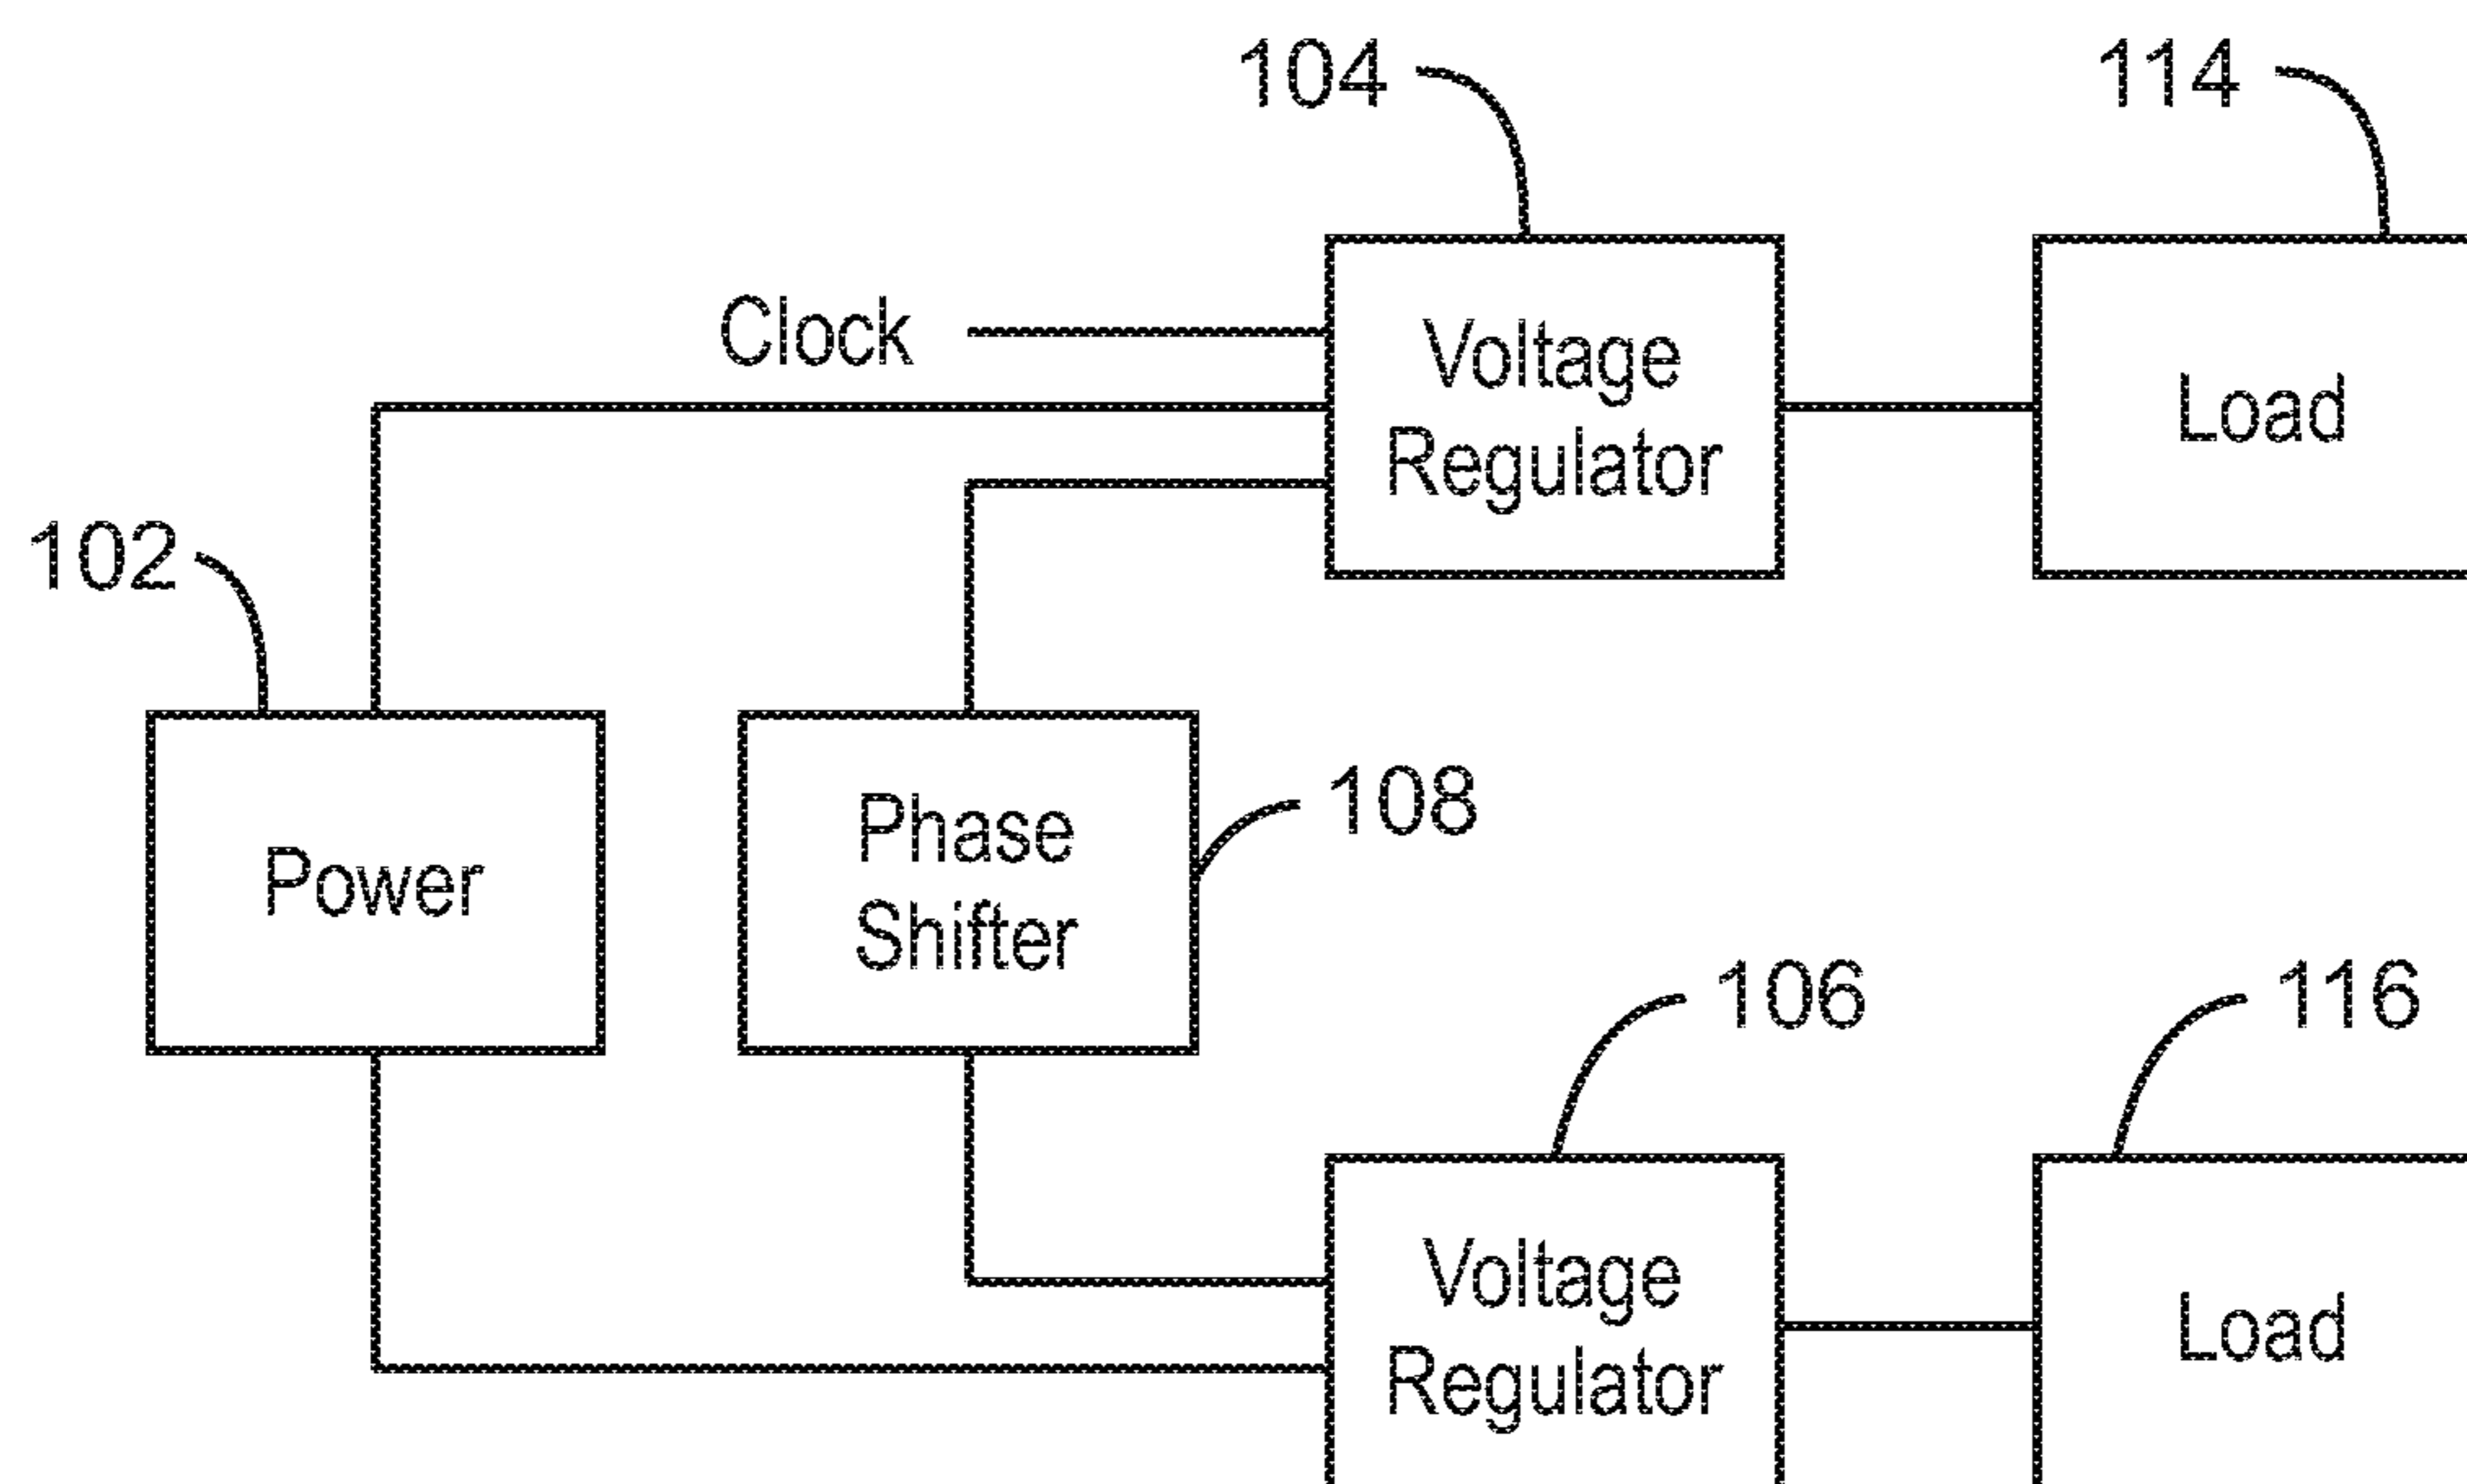 104
114
Clock
Voltage
Regulator
Load
102
Power
Phase
Shifter
108
106
116
Voltage
Regulator
Load